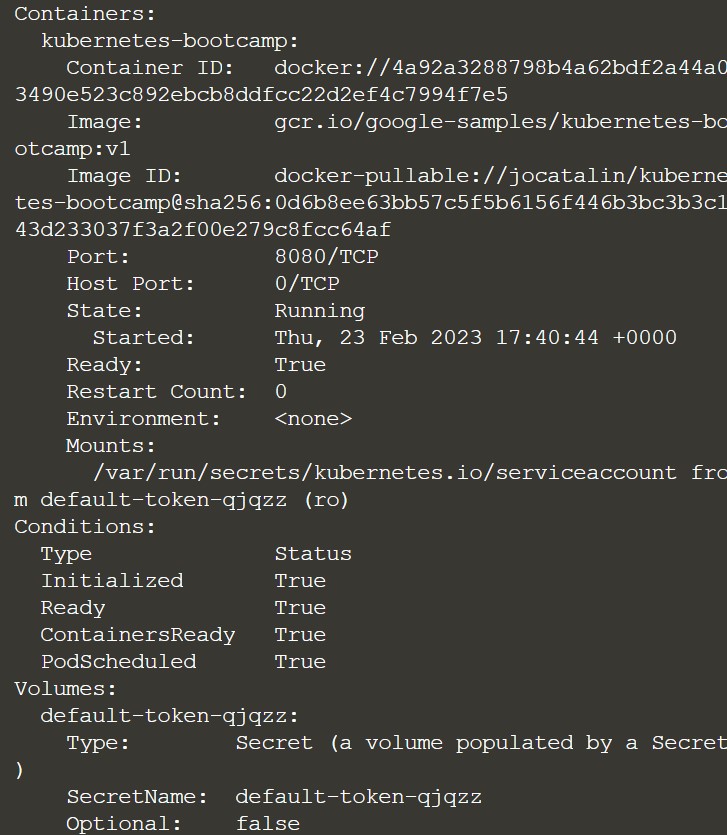 Containers:
  kubernetes-bootcamp:
    Container ID:   docker://4a92a3288798b4a62bdf2a44a0
3490e523c892ebcb8ddfcc22d2ef4c7994f7e5
    Image:          gcr.io/google-samples/kubernetes-bo
otcamp:v1
    Image ID:       docker-pullable://jocatalin/kuberne
tes-bootcamp@sha256:0d6b8ee63bb57c5f5b6156f446b3bc3b3c1
43d233037f3a2f00e279c8fcc64af
    Port:           8080/TCP
    Host Port:      0/TCP
    State:          Running
      Started:      Thu, 23 Feb 2023 17:40:44 +0000
    Ready:          True
    Restart Count:  0
    Environment:    <none>
    Mounts:
      /var/run/secrets/kubernetes.io/serviceaccount fro
m default-token-qjqzz (ro)
Conditions:
  Type              Status
  Initialized       True
  Ready             True
  ContainersReady   True
  PodScheduled      True
Volumes:
  default-token-qjqzz:
    Type:        Secret (a volume populated by a Secret
)
    SecretName:  default-token-qjqzz
    Optional:    false